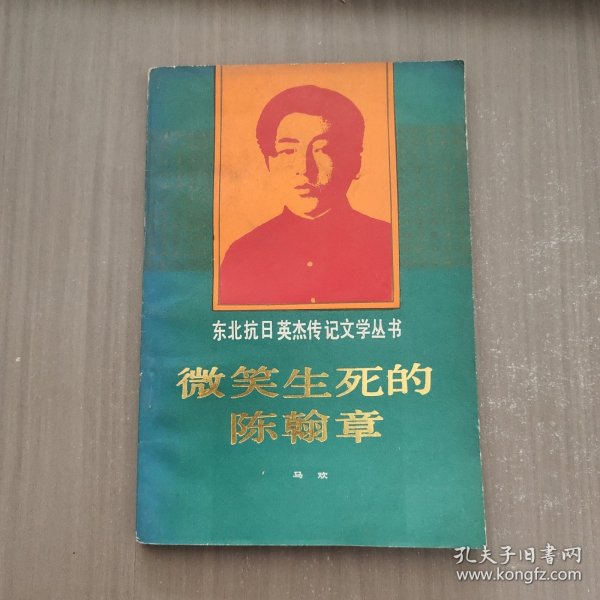 东北抗日英杰传记文学丛书
微笑生死的
陈翰章
马欢
孔夫子旧书网
www.kongfz.com